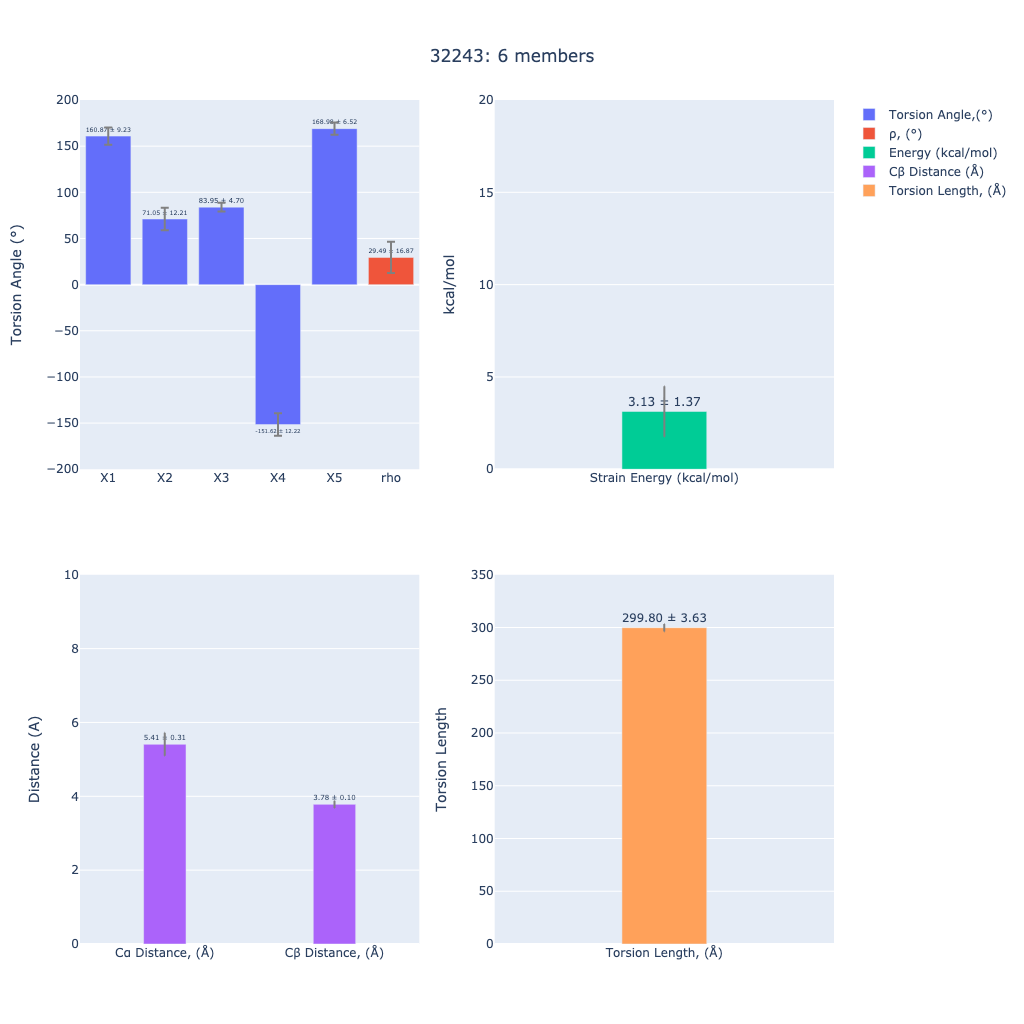 32243: 6 members
Torsion Angle (°)
200
150
100
50
0
−50
−100
−150
−200
160.87 ± 9.23
71.05 ± 12.21
83.95 ± 4.70
-151.62 ± 12.22
168.98 ± 6.52
29.49 ± 16.87
X1 X2 X3 X4 X5 rho
kcal/mol
20
15
10
5
0
3.13 ± 1.37
Strain Energy (kcal/mol)
Torsion Angle,(°)
ρ, (°)
Energy (kcal/mol)
Cβ Distance (Å)
Torsion Length, (Å)
Distance (A)
10
8
6
4
2
0
5.41 ± 0.31
3.78 ± 0.10
Cα Distance, (Å) Cβ Distance, (Å)
Torsion Length
350
300
250
200
150
100
50
0
299.80 ± 3.63
Torsion Length, (Å)